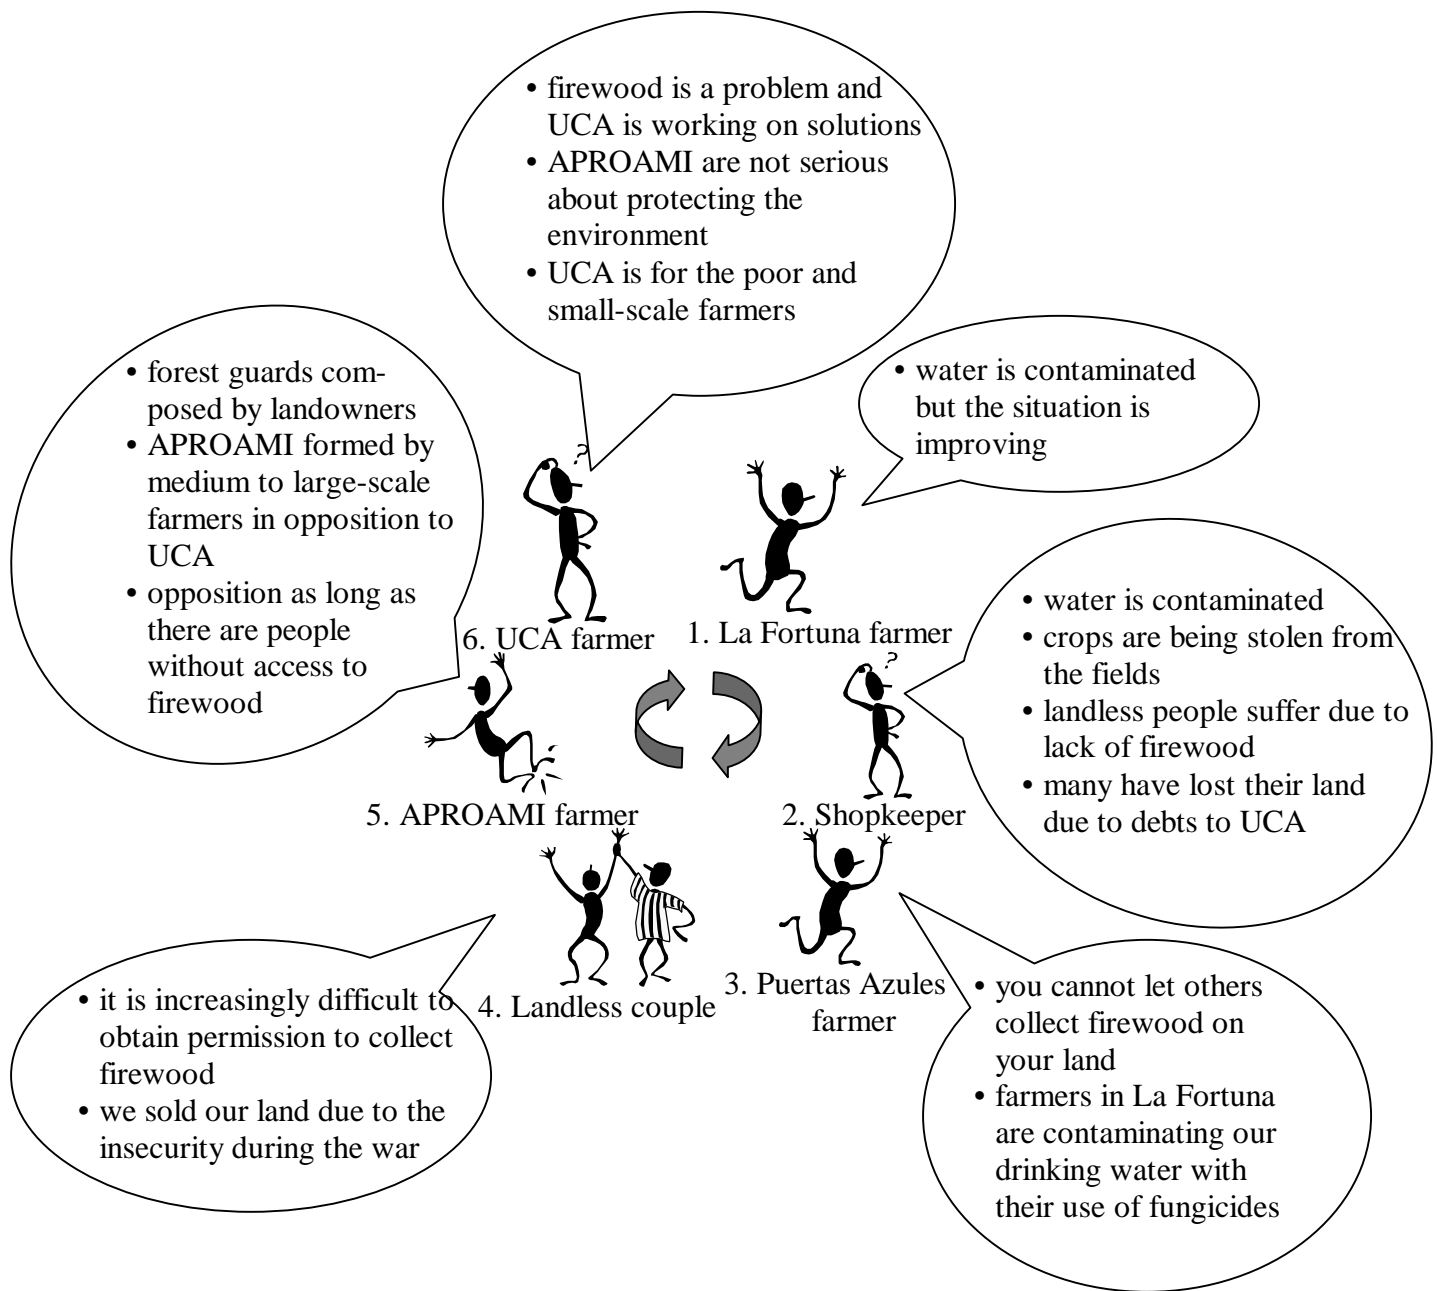 • firewood is a problem and
UCA is working on solutions
• APROAMI are not serious
about protecting the
environment
• UCA is for the poor and
small-scale farmers
• water is contaminated
but the situation is
improving
• forest guards com-
posed by landowners
• APROAMI formed by
medium to large-scale
farmers in opposition to
UCA
• opposition as long as
there are people
without access to
firewood
?
6. UCA farmer
1. La Fortuna farmer
?
• water is contaminated
• crops are being stolen from
the fields
• landless people suffer due to
lack of firewood
• many have lost their land
due to debts to UCA
5. APROAMI farmer
2. Shopkeeper
4. Landless couple
3. Puertas Azules
farmer
• it is increasingly difficult to
obtain permission to collect
firewood
• we sold our land due to the
insecurity during the war
• you cannot let others
collect firewood on
your land
• farmers in La Fortuna
are contaminating our
drinking water with
their use of fungicides